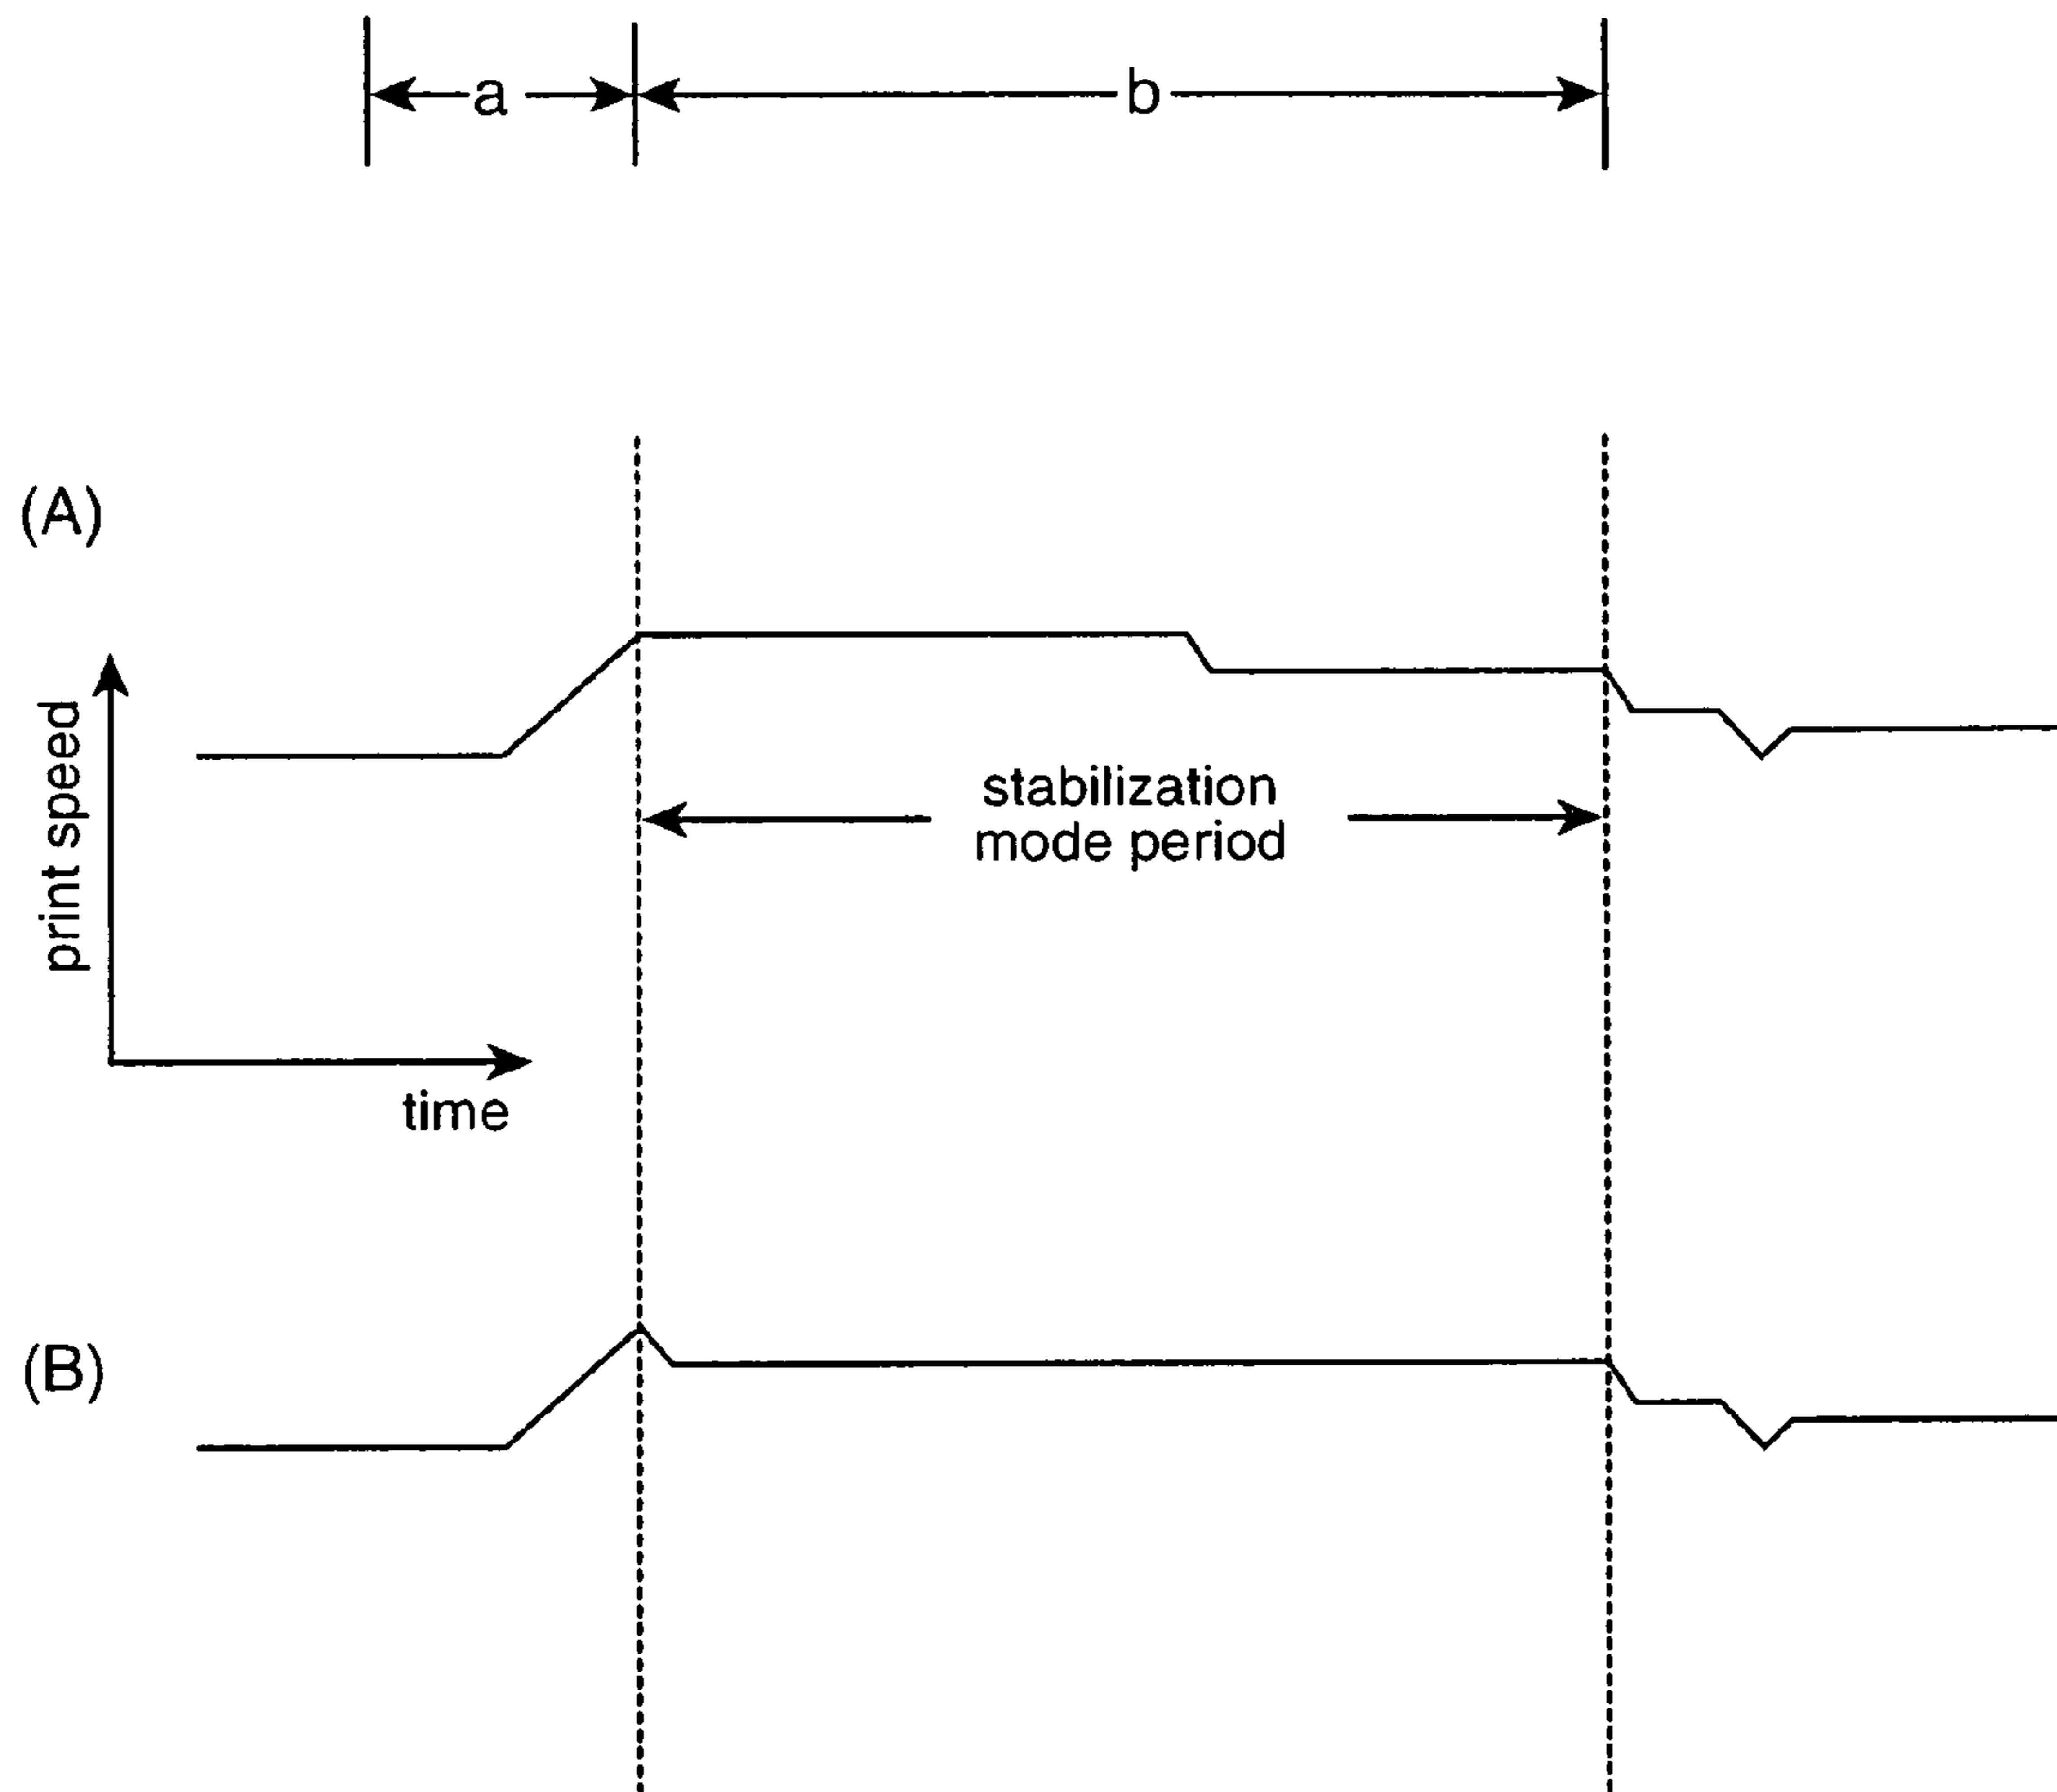 a
b
(A)
print speed
stabilization
mode period
time
(B)